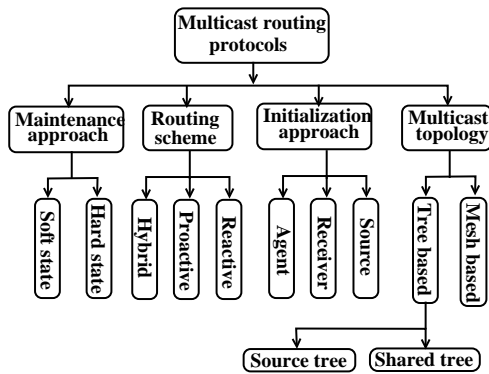 Multicast routing
protocols
Maintenance
approach
Routing
scheme
Initialization
approach
Multicast
topology
Soft state
Hard state
Hybrid
Proactive
Reactive
Agent
Receiver
Source
Tree based
Mesh based
Source tree
Shared tree